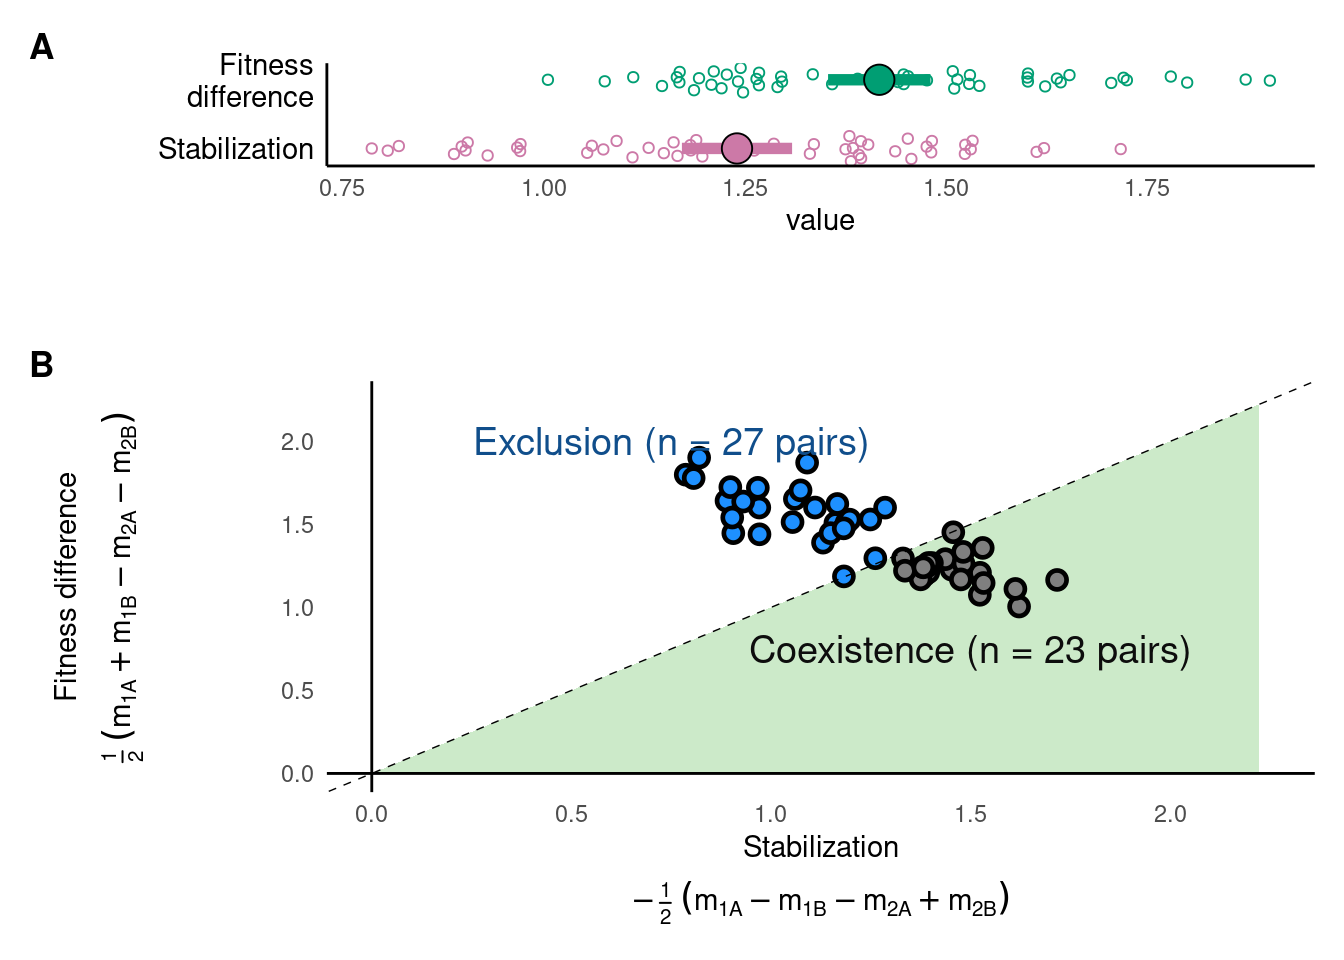 A
Fitness
difference
Stabilization
0.75 1.00 1.25 1.50 1.75
value
B
Exclusion (n = 27 pairs)
Coexistence (n = 23 pairs)
Fitness difference
½ (m1A + m1B − m2A − m2B)
2.0
1.5
1.0
0.5
0.0
0.0 0.5 1.0 1.5 2.0
Stabilization
−½ (m1A − m1B − m2A + m2B)